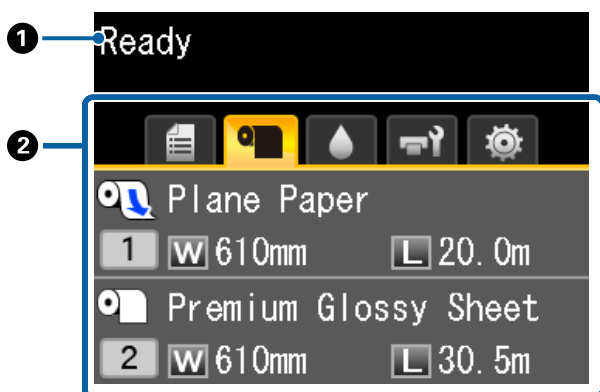 1
Ready
2
Plane Paper
1 W 610mm L 20.0m
Premium Glossy Sheet
2 W 610mm L 30.5m